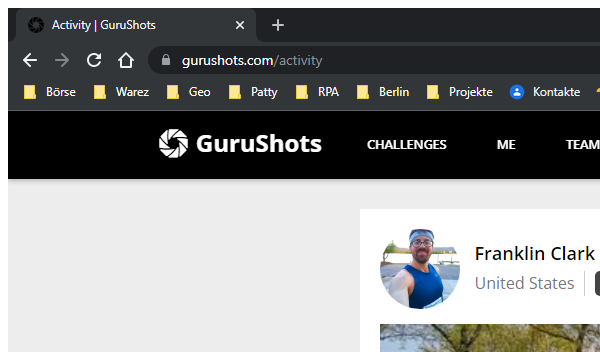 Activity | GuruShots
gurushots.com/activity
Börse Warez Geo Patty RPA Berlin Projekte Kontakte
GuruShots CHALLENGES ME TEAM
Franklin Clark
United States